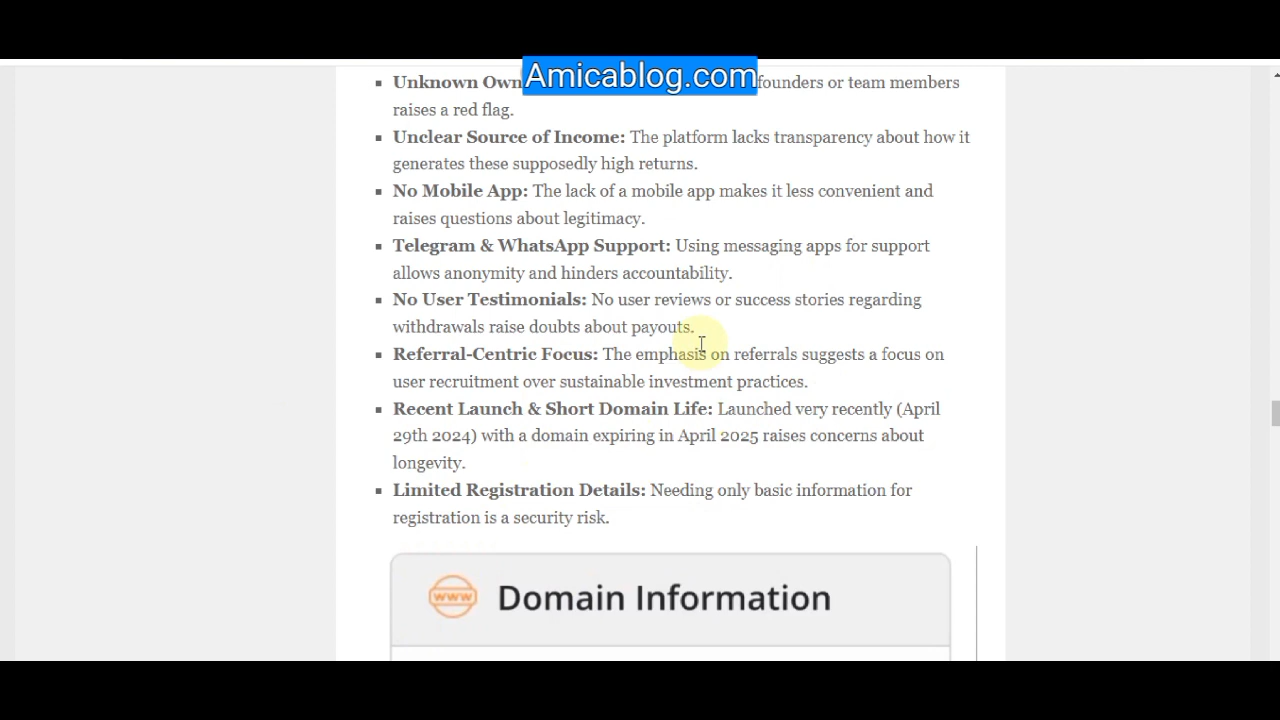 Amicablog.com
Unknown Own founders or team members
raises a red flag.
Unclear Source of Income: The platform lacks transparency about how it
generates these supposedly high returns.
No Mobile App: The lack of a mobile app makes it less convenient and
raises questions about legitimacy.
Telegram & WhatsApp Support: Using messaging apps for support
allows anonymity and hinders accountability.
No User Testimonials: No user reviews or success stories regarding
withdrawals raise doubts about payouts.
Referral-Centric Focus: The emphasis on referrals suggests a focus on
user recruitment over sustainable investment practices.
Recent Launch & Short Domain Life: Launched very recently (April
29th 2024) with a domain expiring in April 2025 raises concerns about
longevity.
Limited Registration Details: Needing only basic information for
registration is a security risk.
www Domain Information